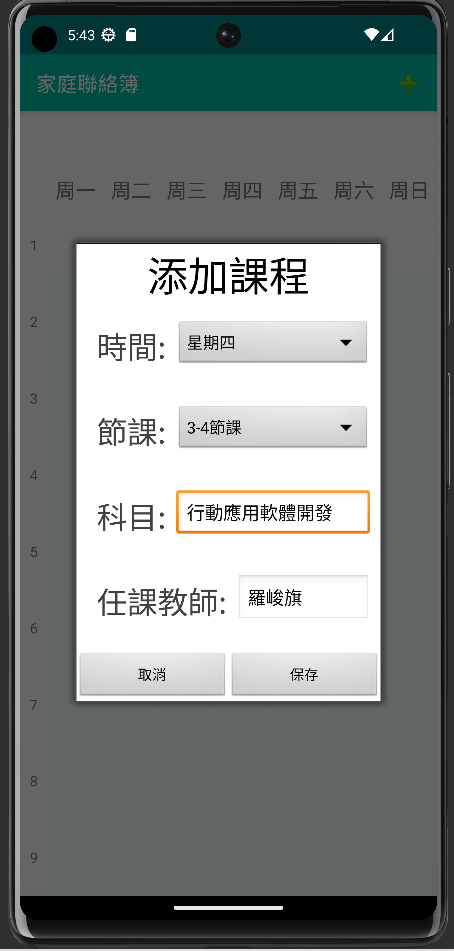 5:43
家庭聯絡簿
周一 周二 周三 周四 周五 周六 周日
1
添加課程
2
時間: 星期四
3
節課: 3-4節課
4
科目: 行動應用軟體開發
5
任課教師: 羅峻旗
6
取消 保存
7
8
9